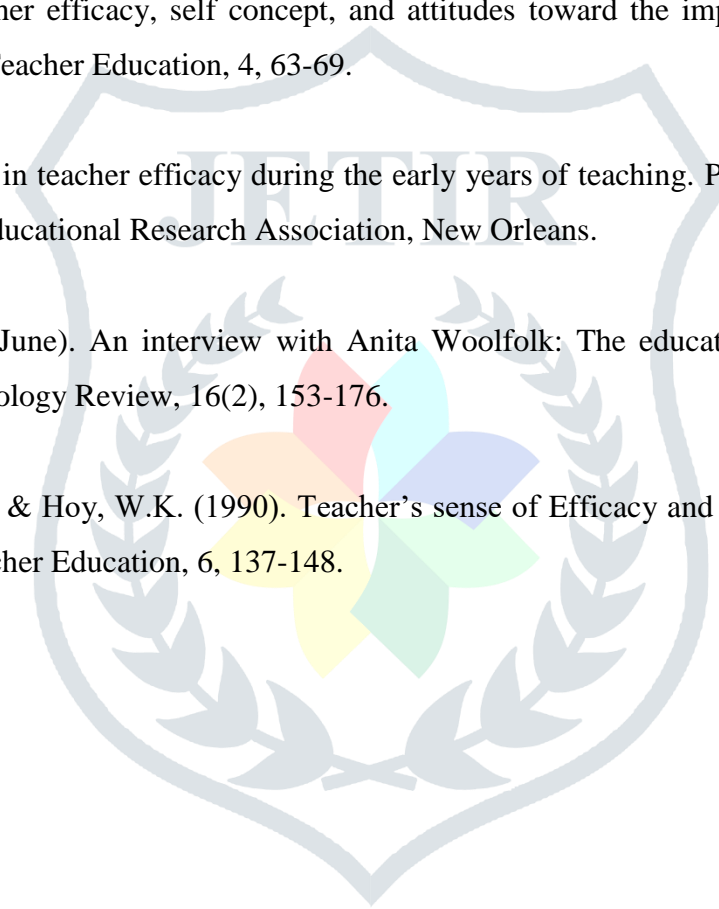 her efficacy, self concept, and attitudes toward the imp
Teacher Education, 4, 63-69.
JETIR
in teacher efficacy during the early years of teaching. P
ducational Research Association, New Orleans.
June). An interview with Anita Woolfolk: The educat
ology Review, 16(2), 153-176.
& Hoy, W.K. (1990). Teacher’s sense of Efficacy and
cher Education, 6, 137-148.